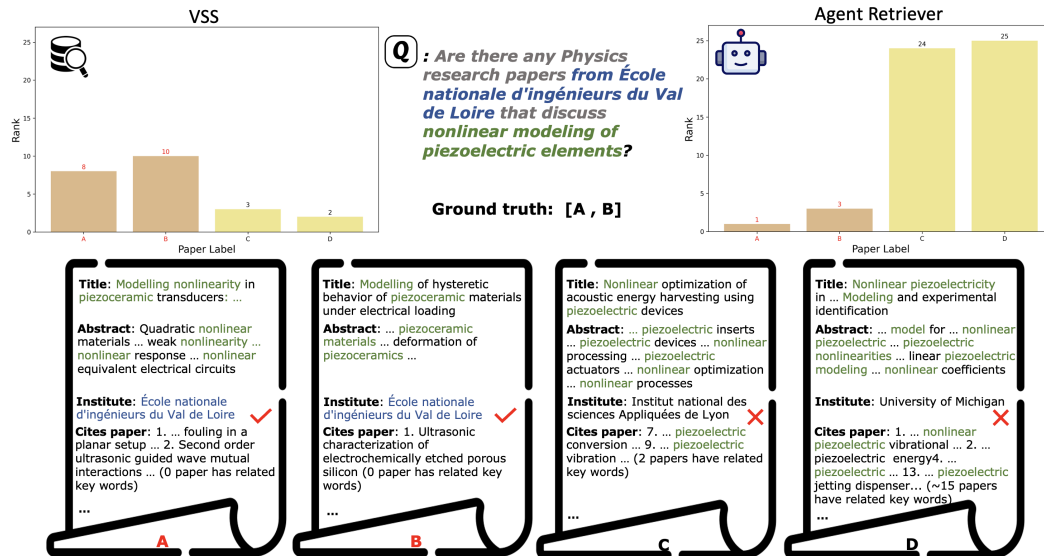 VSS
25
20
15
10
5
0
Rank
8
10
3
2
A
B
C
D
Paper Label
Q : Are there any Physics
research papers from École
nationale d'ingénieurs du Val
de Loire that discuss
nonlinear modeling of
piezoelectric elements?
Ground truth: [A , B]
Agent Retriever
25
20
15
10
5
0
Rank
1
3
24
25
A
B
C
D
Paper Label
Title: Modelling nonlinearity in
piezoceramic transducers: ...
Abstract: Quadratic nonlinear
materials ... weak nonlinearity ...
nonlinear response ... nonlinear
equivalent electrical circuits
Institute: École nationale
d'ingénieurs du Val de Loire
Cites paper: 1. ... fouling in a
planar setup ... 2. Second order
ultrasonic guided wave mutual
interactions ... (0 paper has related
key words)
...
A
Title: Modelling of hysteretic
behavior of piezoceramic materials
under electrical loading
Abstract: ... piezoceramic
materials ... deformation of
piezoceramics ...
Institute: École nationale
d'ingénieurs du Val de Loire
Cites paper: 1. Ultrasonic
characterization of
electrochemically etched porous
silicon (0 paper has related key
words)
...
B
Title: Nonlinear optimization of
acoustic energy harvesting using
piezoelectric devices
Abstract: ... piezoelectric inserts
... piezoelectric devices ... nonlinear
processing ... piezoelectric
actuators ... nonlinear optimization
... nonlinear processes
Institute: Institut national des
sciences Appliquées de Lyon
Cites paper: 7. ... piezoelectric
conversion ... 9. ... piezoelectric
vibration ... (2 papers have related
key words)
...
C
Title: Nonlinear piezoelectricity
in ... Modeling and experimental
identification
Abstract: ... model for ... nonlinear
piezoelectric ... piezoelectric
nonlinearities ... linear piezoelectric
modeling ... nonlinear coefficients
Institute: University of Michigan
Cites paper: 1. ... nonlinear
piezoelectric vibrational ... 2. ...
piezoelectric energy4. ...
piezoelectric ... 13. ... piezoelectric
jetting dispenser... (~15 papers
have related key words)
...
D